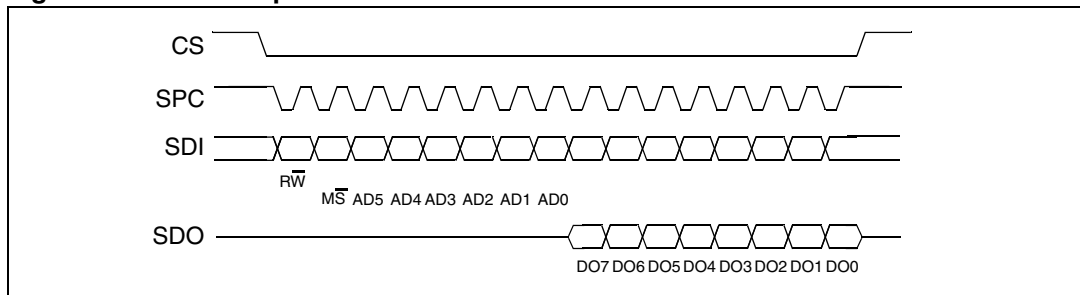 CS
SPC
SDI
RW
MS AD5 AD4 AD3 AD2 AD1 AD0
SDO
DO7 DO6 DO5 DO4 DO3 DO2 DO1 DO0